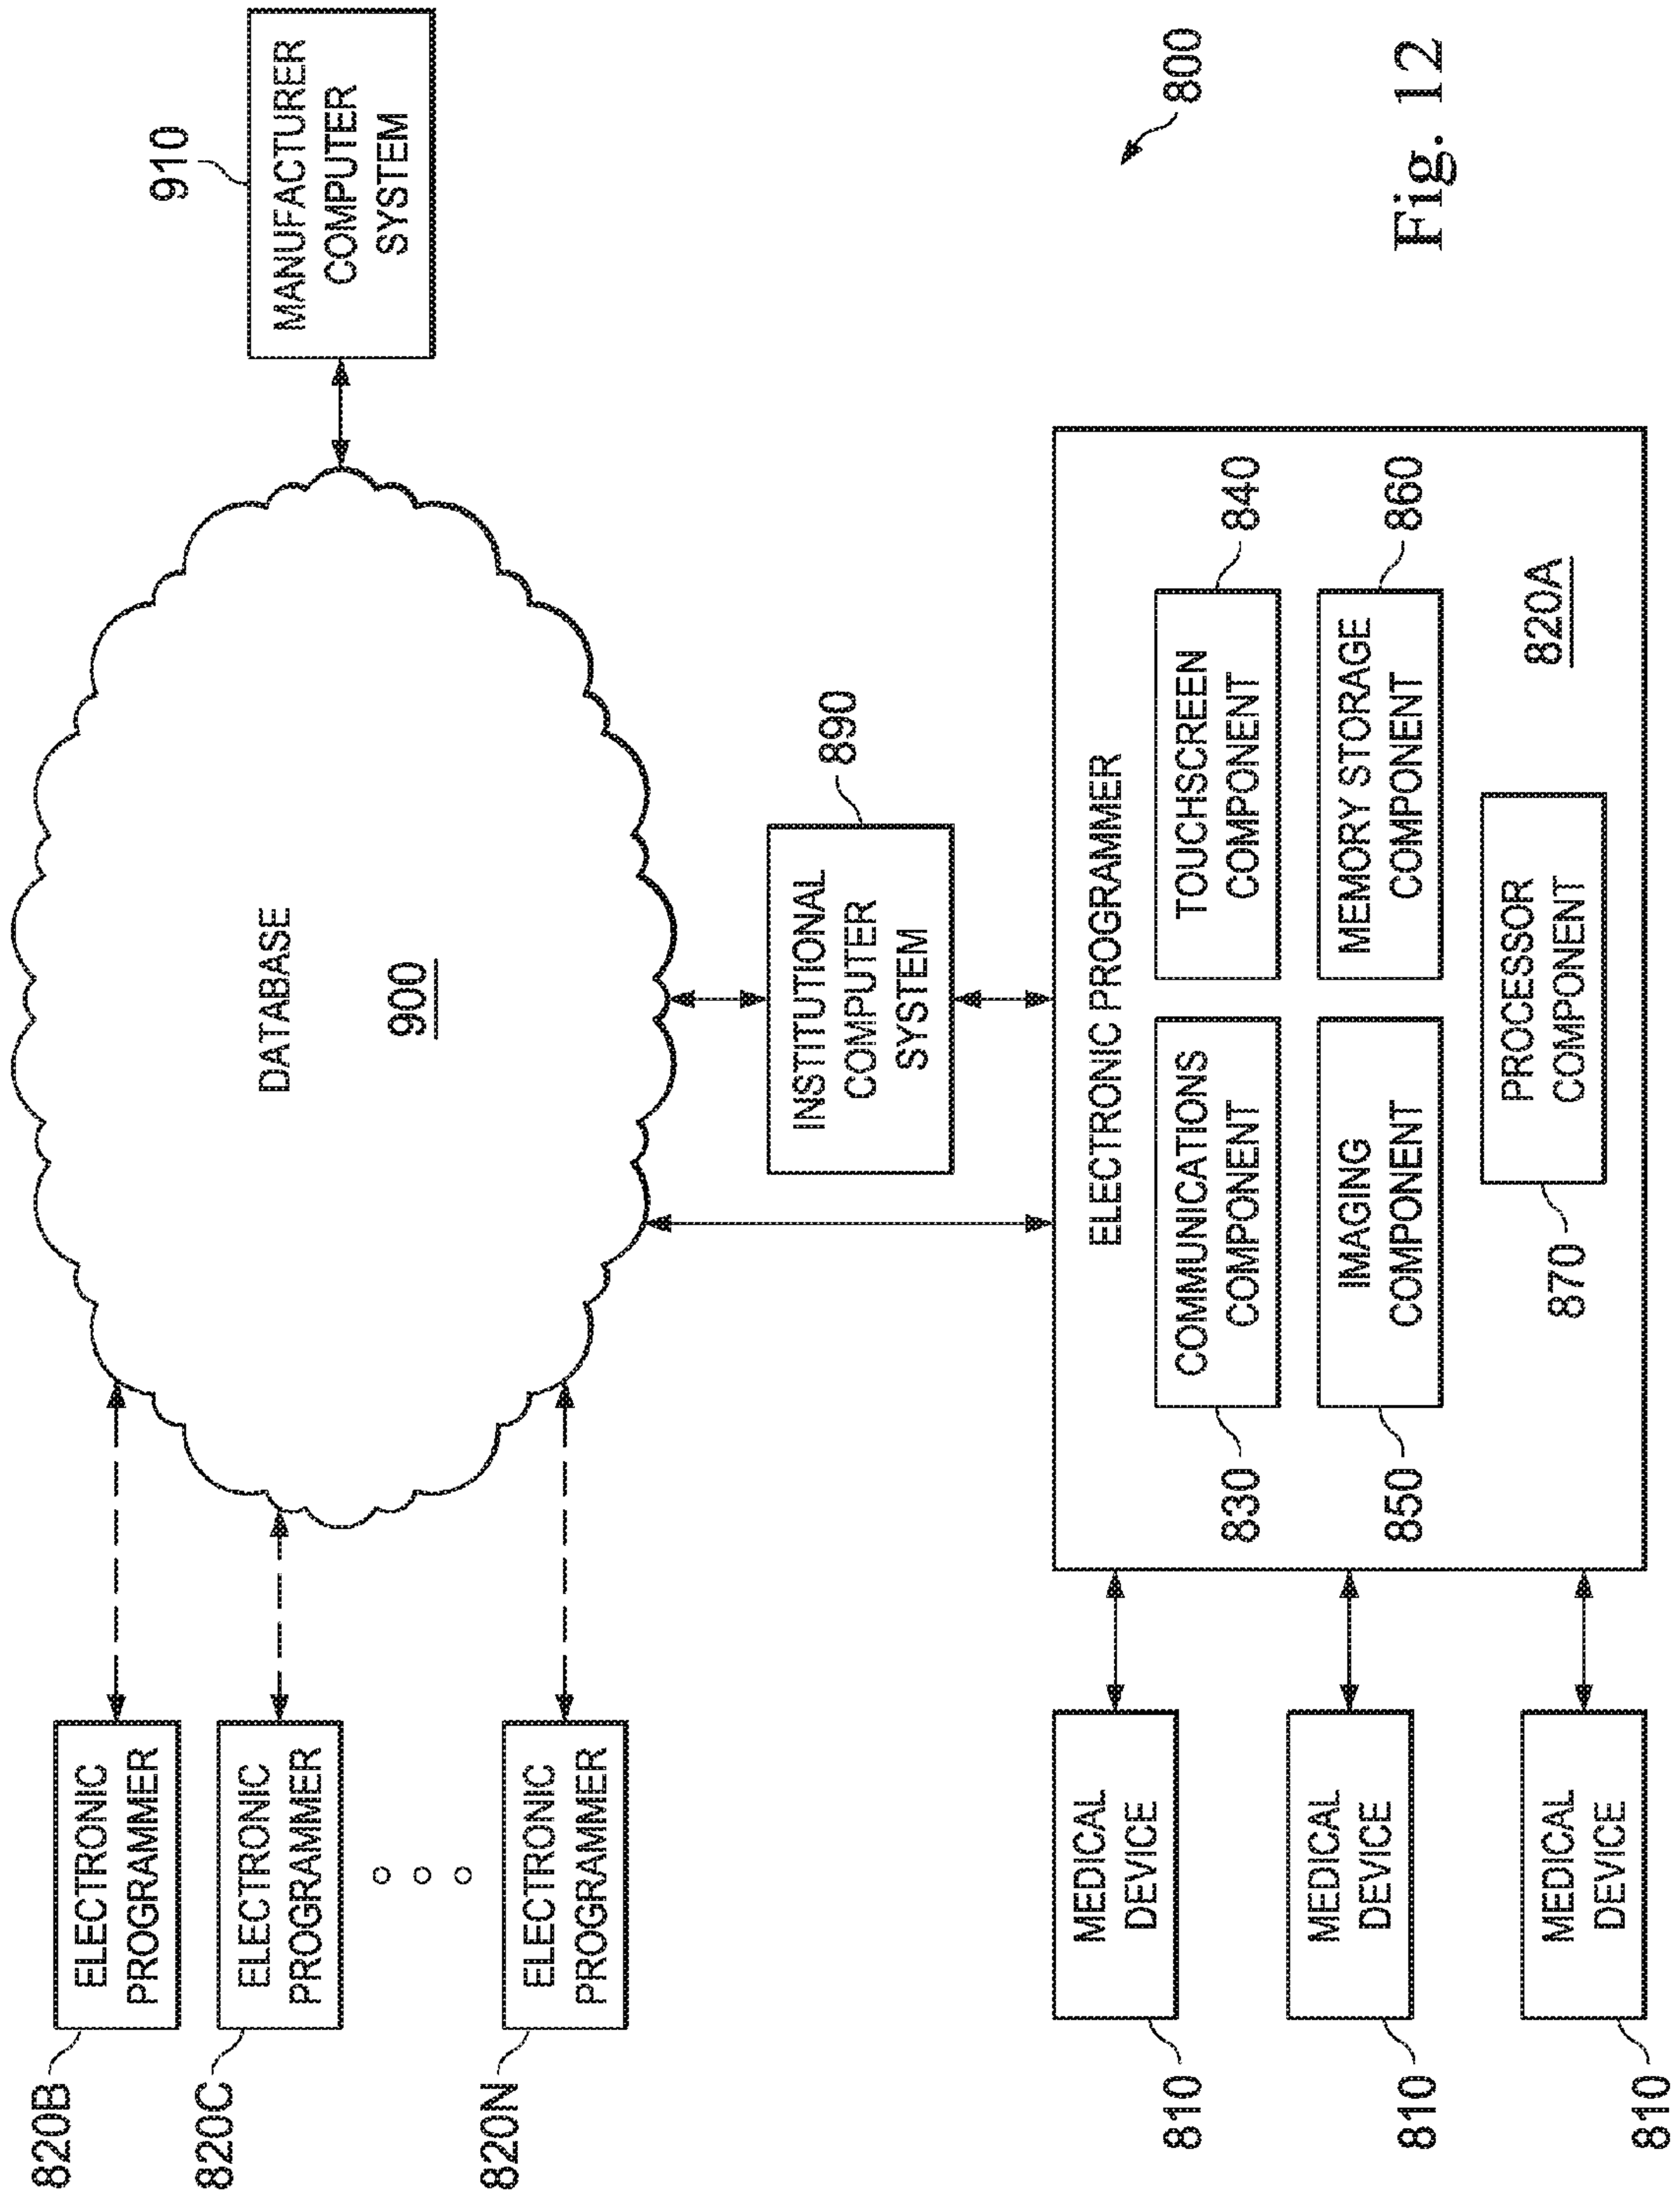 820B
ELECTRONIC
PROGRAMMER
820C
ELECTRONIC
PROGRAMMER
820N
ELECTRONIC
PROGRAMMER
DATABASE
900
910
MANUFACTURER
COMPUTER
SYSTEM
INSTITUTIONAL
COMPUTER
SYSTEM
890
810
MEDICAL
DEVICE
810
MEDICAL
DEVICE
810
MEDICAL
DEVICE
ELECTRONIC PROGRAMMER
830
COMMUNICATIONS
COMPONENT
TOUCHSCREEN
COMPONENT
840
850
IMAGING
COMPONENT
MEMORY STORAGE
COMPONENT
860
870
PROCESSOR
COMPONENT
820A
800
Fig. 12